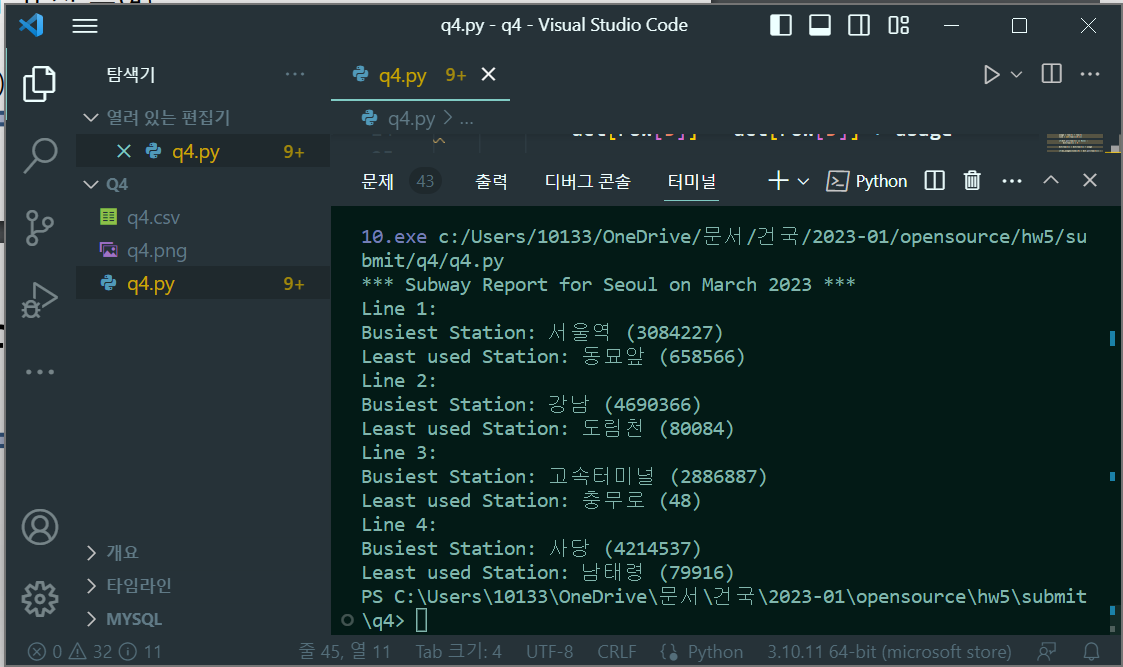 q4.py - q4 - Visual Studio Code
탐색기
q4.py 9+
열려 있는 편집기
q4.py > ...
q4.py 9+
Q4
q4.csv
q4.png
q4.py 9+
문제 43 출력 디버그 콘솔 터미널 Python
10.exe c:/Users/10133/OneDrive/문서/건국/2023-01/opensource/hw5/su
bmit/q4/q4.py
*** Subway Report for Seoul on March 2023 ***
Line 1:
Busiest Station: 서울역 (3084227)
Least used Station: 동묘앞 (658566)
Line 2:
Busiest Station: 강남 (4690366)
Least used Station: 도림천 (80084)
Line 3:
Busiest Station: 고속터미널 (2886887)
Least used Station: 충무로 (48)
Line 4:
Busiest Station: 사당 (4214537)
Least used Station: 남태령 (79916)
PS C:\Users\10133\OneDrive\문서\건국\2023-01\opensource\hw5\submit
\q4>
개요
타임라인
MYSQL
0 32 11 줄 45, 열 11 Tab 크기: 4 UTF-8 CRLF Python 3.10.11 64-bit (microsoft store)